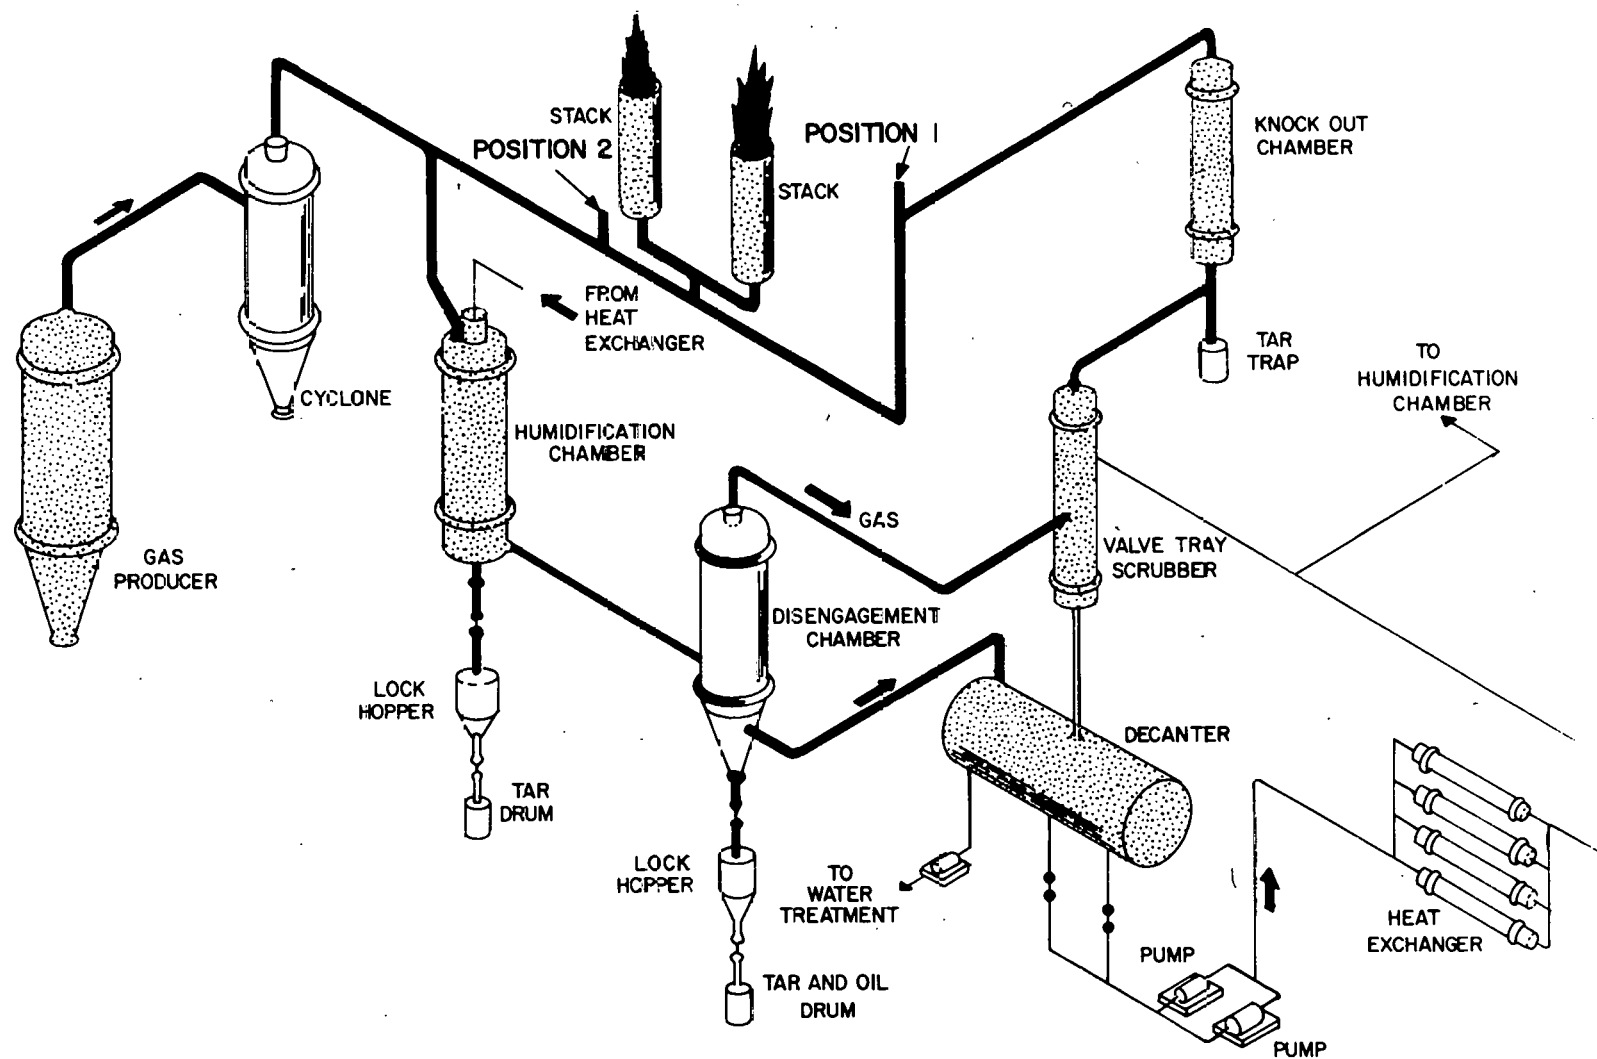 STACK
POSITION 2
POSITION 1
STACK
KNOCK OUT
CHAMBER
FROM
HEAT
EXCHANGER
TAR
TRAP
TO
HUMIDIFICATION
CHAMBER
CYCLONE
HUMIDIFICATION
CHAMBER
GAS
GAS
PRODUCER
VALVE TRAY
SCRUBBER
DISENGAGEMENT
CHAMBER
LOCK
HOPPER
DECANTER
TAR
DRUM
LOCK
HOPPER
TO
WATER
TREATMENT
HEAT
EXCHANGER
PUMP
TAR AND OIL
DRUM
PUMP